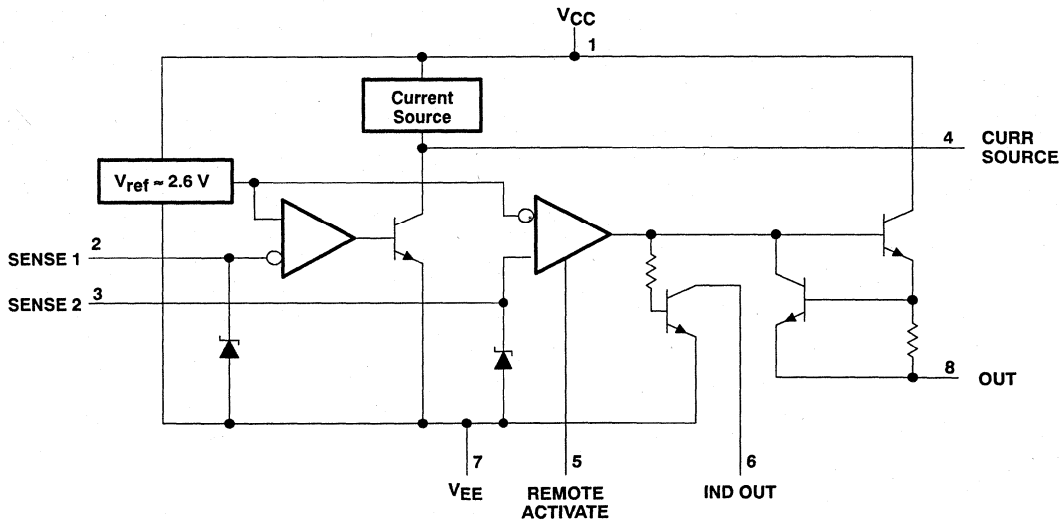 VCC
1
Current
Source
4
CURR
SOURCE
Vref ≈ 2.6 V
2
SENSE 1
3
SENSE 2
8
OUT
7
5
6
VEE
REMOTE
ACTIVATE
IND OUT